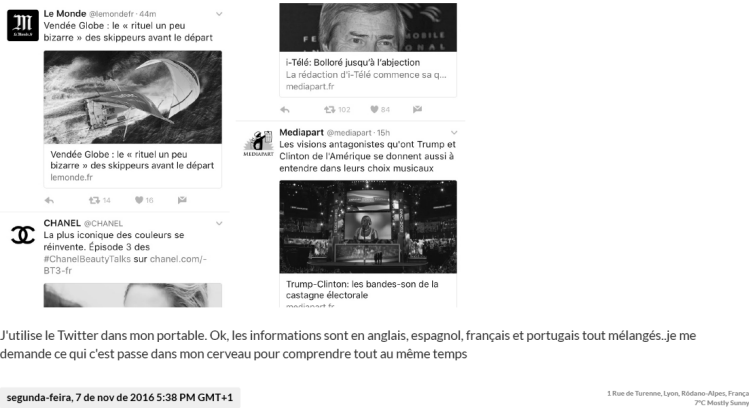 Le Monde @lemondefr · 44m
Vendée Globe : le « rituel un peu
bizarre » des skippeurs avant le départ
Vendée Globe : le « rituel un peu
bizarre » des skippeurs avant le départ
lemonde.fr
14 16
CHANEL @CHANEL
La plus iconique des couleurs se
réinvente. Épisode 3 des
#ChanelBeautyTalks sur chanel.com/-
BT3-fr
i-Télé: Bolloré jusqu'à l'abjection
La rédaction d'i-Télé commence sa q...
mediapart.fr
102 84
MEDIAPART
Mediapart @mediapart · 15h
Les visions antagonistes qu'ont Trump et
Clinton de l'Amérique se donnent aussi à
entendre dans leurs choix musicaux
Trump-Clinton: les bandes-son de la
castagne électorale
mediapart.fr
J'utilise le Twitter dans mon portable. Ok, les informations sont en anglais, espagnol, français et portugais tout mélangés..je me
demande ce qui c'est passe dans mon cerveau pour comprendre tout au même temps
segunda-feira, 7 de nov de 2016 5:38 PM GMT+1
1 Rue de Turenne, Lyon, Ródano-Alpes, França
7°C Mostly Sunny